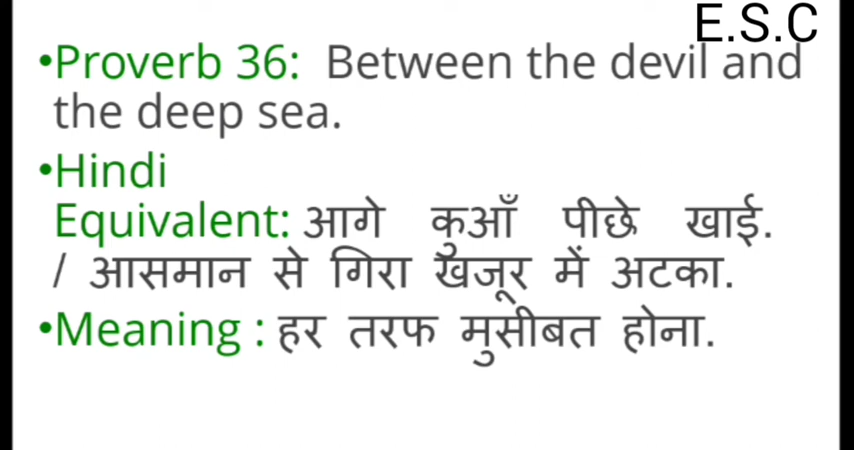 E.S.C
•Proverb 36: Between the devil and
the deep sea.
•Hindi
Equivalent: आगे कुआँ पीछे खाई.
/ आसमान से गिरा खजूर में अटका.
•Meaning : हर तरफ मुसीबत होना.